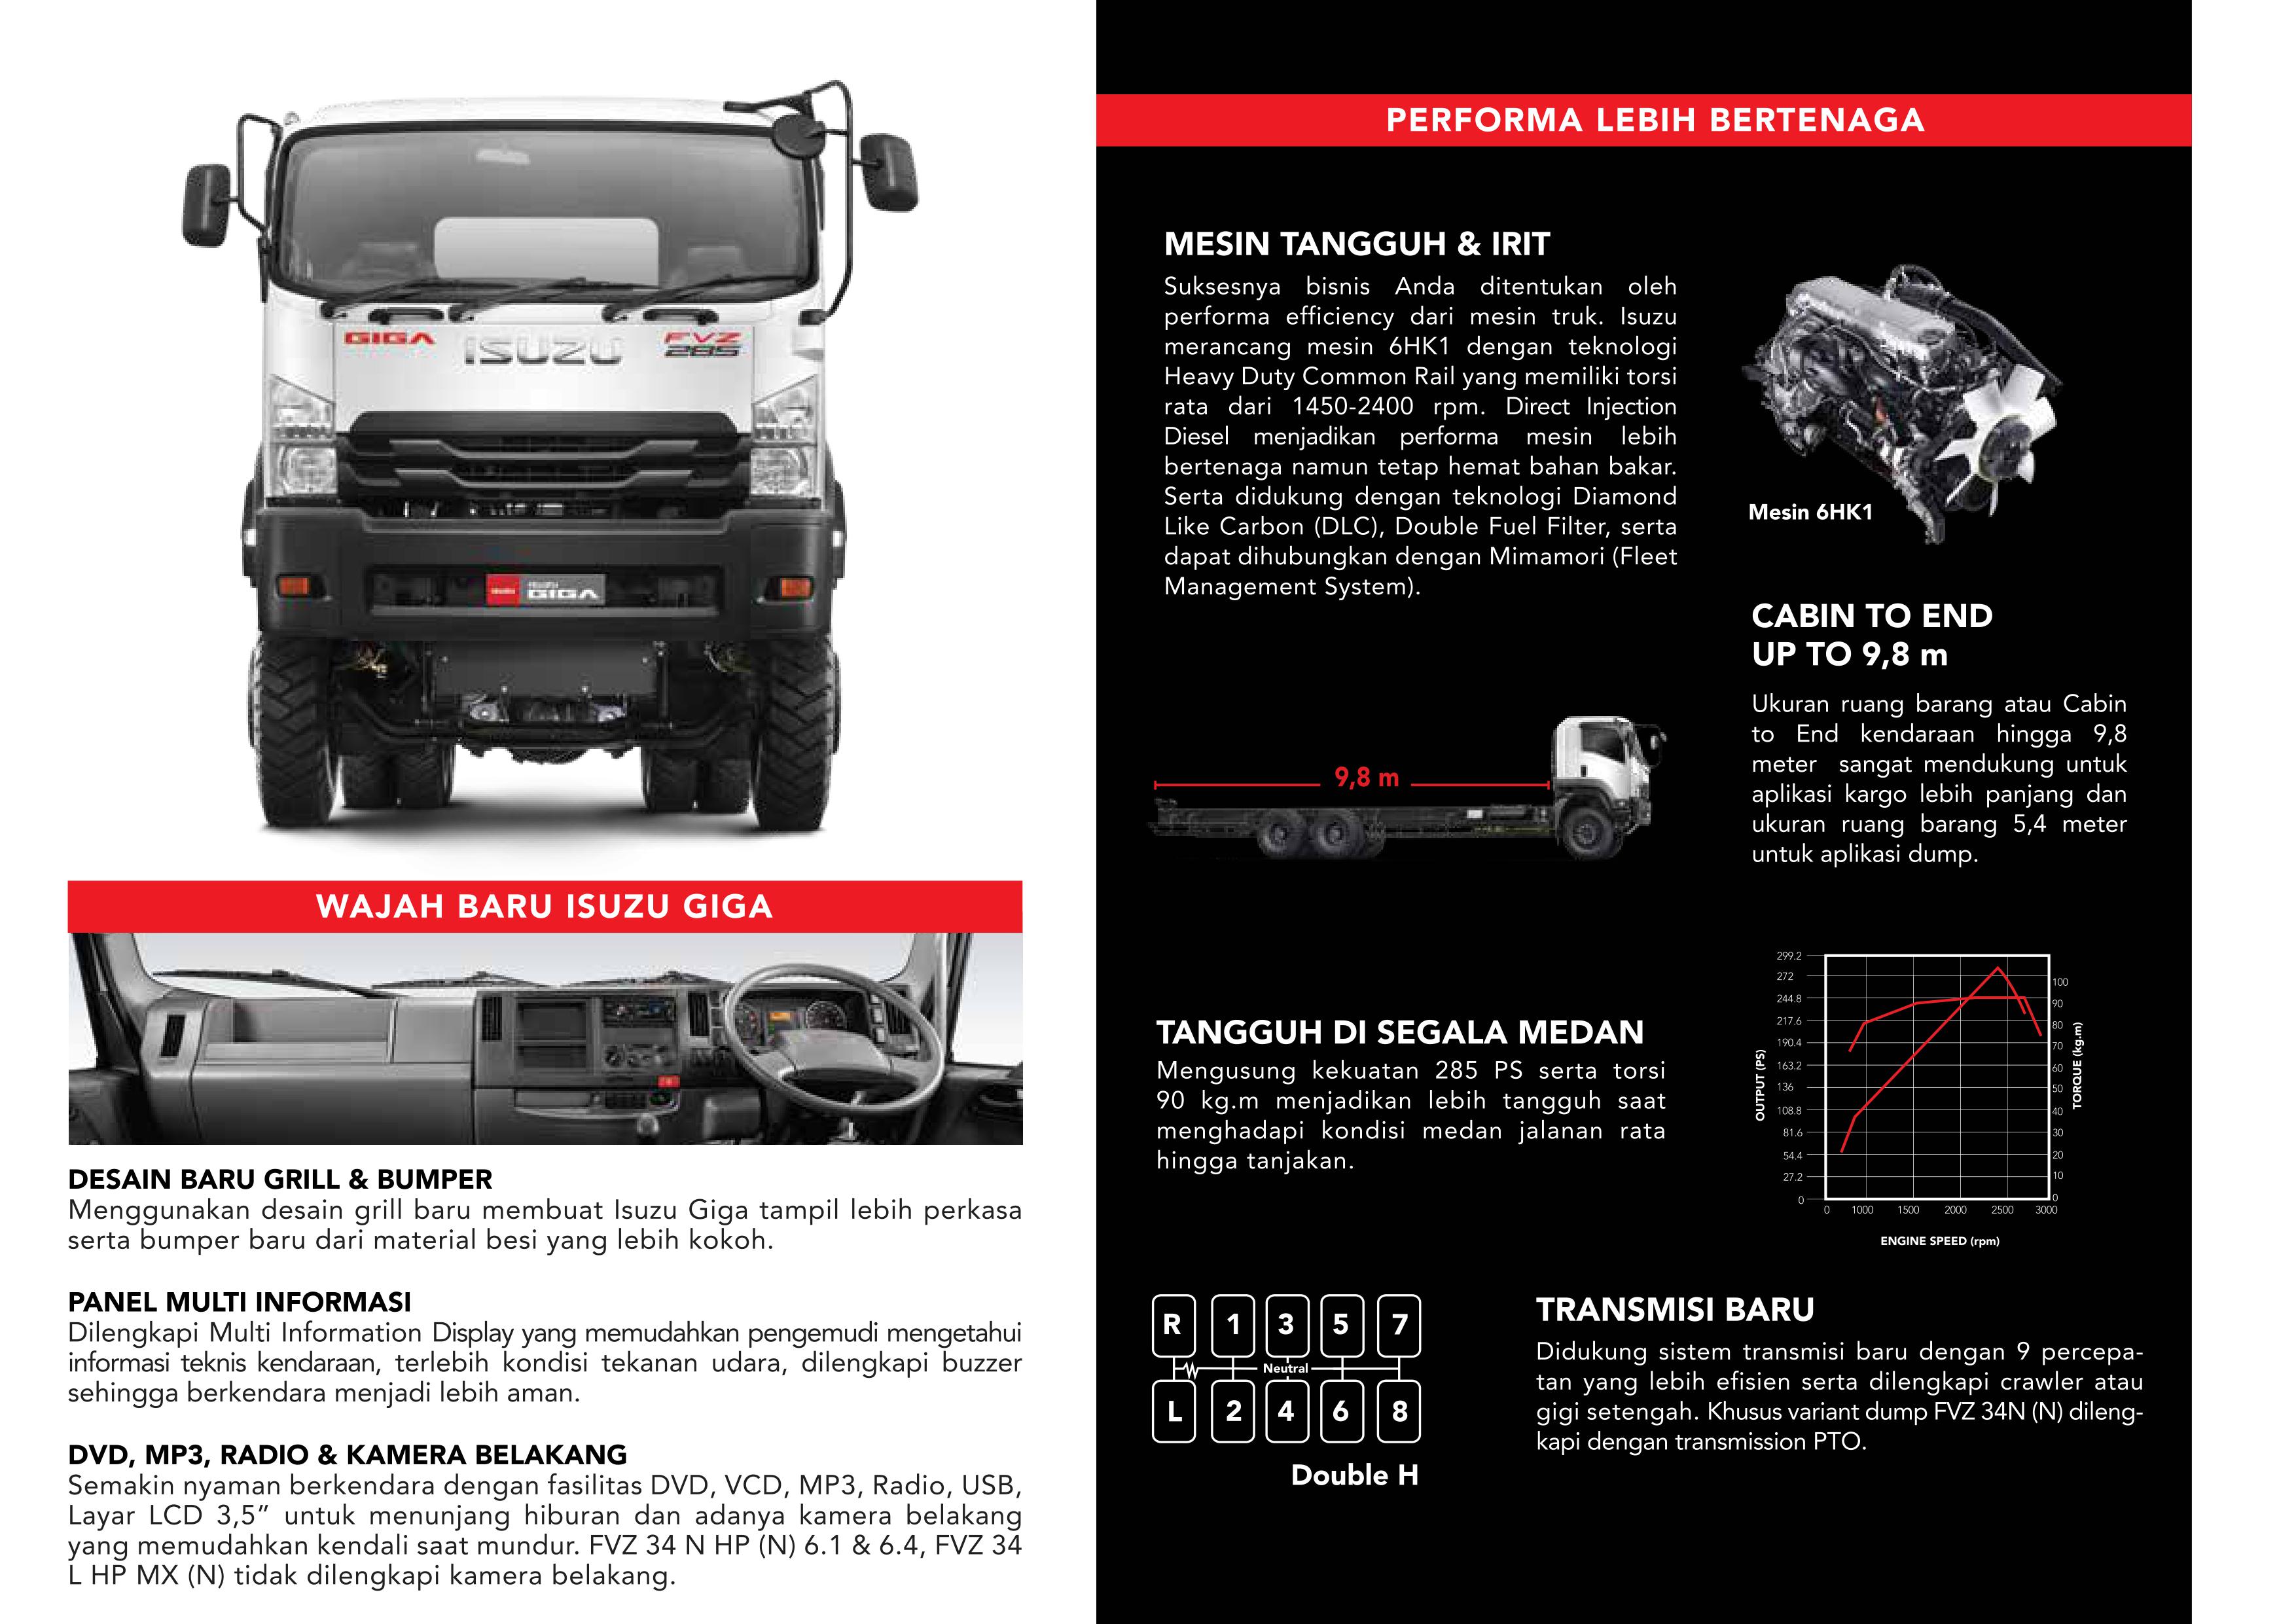 GIGA
ISUZU
FVZ
285
ISUZU
GIGA
WAJAH BARU ISUZU GIGA
DESAIN BARU GRILL & BUMPER
Menggunakan desain grill baru membuat Isuzu Giga tampil lebih perkasa
serta bumper baru dari material besi yang lebih kokoh.
PANEL MULTI INFORMASI
Dilengkapi Multi Information Display yang memudahkan pengemudi mengetahui
informasi teknis kendaraan, terlebih kondisi tekanan udara, dilengkapi buzzer
sehingga berkendara menjadi lebih aman.
DVD, MP3, RADIO & KAMERA BELAKANG
Semakin nyaman berkendara dengan fasilitas DVD, VCD, MP3, Radio, USB,
Layar LCD 3,5” untuk menunjang hiburan dan adanya kamera belakang
yang memudahkan kendali saat mundur. FVZ 34 N HP (N) 6.1 & 6.4, FVZ 34
L HP MX (N) tidak dilengkapi kamera belakang.
PERFORMA LEBIH BERTENAGA
MESIN TANGGUH & IRIT
Suksesnya bisnis Anda ditentukan oleh
performa efficiency dari mesin truk. Isuzu
merancang mesin 6HK1 dengan teknologi
Heavy Duty Common Rail yang memiliki torsi
rata dari 1450-2400 rpm. Direct Injection
Diesel menjadikan performa mesin lebih
bertenaga namun tetap hemat bahan bakar.
Serta didukung dengan teknologi Diamond
Like Carbon (DLC), Double Fuel Filter, serta
dapat dihubungkan dengan Mimamori (Fleet
Management System).
Mesin 6HK1
CABIN TO END
UP TO 9,8 m
Ukuran ruang barang atau Cabin
to End kendaraan hingga 9,8
meter sangat mendukung untuk
aplikasi kargo lebih panjang dan
ukuran ruang barang 5,4 meter
untuk aplikasi dump.
9,8 m
TANGGUH DI SEGALA MEDAN
Mengusung kekuatan 285 PS serta torsi
90 kg.m menjadikan lebih tangguh saat
menghadapi kondisi medan jalanan rata
hingga tanjakan.
OUTPUT (PS)
299.2
272
244.8
217.6
190.4
163.2
136
108.8
81.6
54.4
27.2
0
100
90
80
70
60
50
40
30
20
10
0
TORQUE (kg.m)
0 1000 1500 2000 2500 3000
ENGINE SPEED (rpm)
R 1 3 5 7
Neutral
L 2 4 6 8
Double H
TRANSMISI BARU
Didukung sistem transmisi baru dengan 9 percepa-
tan yang lebih efisien serta dilengkapi crawler atau
gigi setengah. Khusus variant dump FVZ 34N (N) dileng-
kapi dengan transmission PTO.